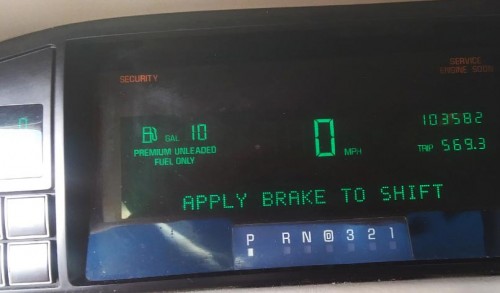 SERVICE
ENGINE SOON
SECURITY
GAL 10
PREMIUM UNLEADED
FUEL ONLY
0 MPH
103582
TRIP 569.3
APPLY BRAKE TO SHIFT
P R N D 3 2 1